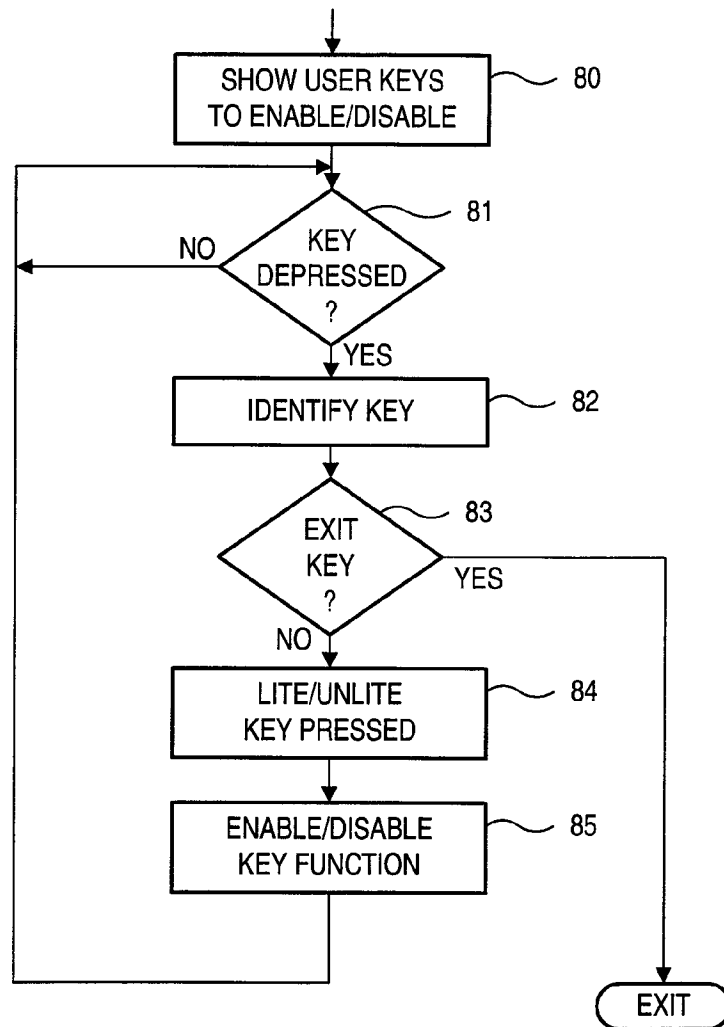 SHOW USER KEYS
TO ENABLE/DISABLE
80
81
KEY
DEPRESSED
?
NO
YES
IDENTIFY KEY
82
83
EXIT
KEY
?
YES
NO
LITE/UNLITE
KEY PRESSED
84
ENABLE/DISABLE
KEY FUNCTION
85
EXIT